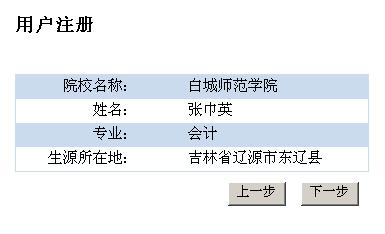 用户注册
院校名称： 白城师范学院
姓名： 张巾英
专业： 会计
生源所在地： 吉林省辽源市东辽县
上一步 下一步